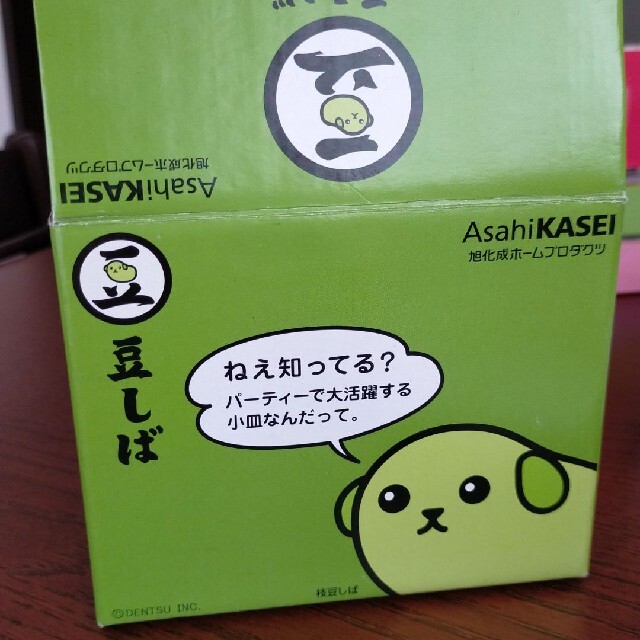 豆しば
豆
AsahiKASEI
旭化成ホームプロダクツ
AsahiKASEI
旭化成ホームプロダクツ
豆
豆しば
ねえ知ってる?
パーティーで大活躍する
小皿なんだって。
枝豆しば
©DENTSU INC.